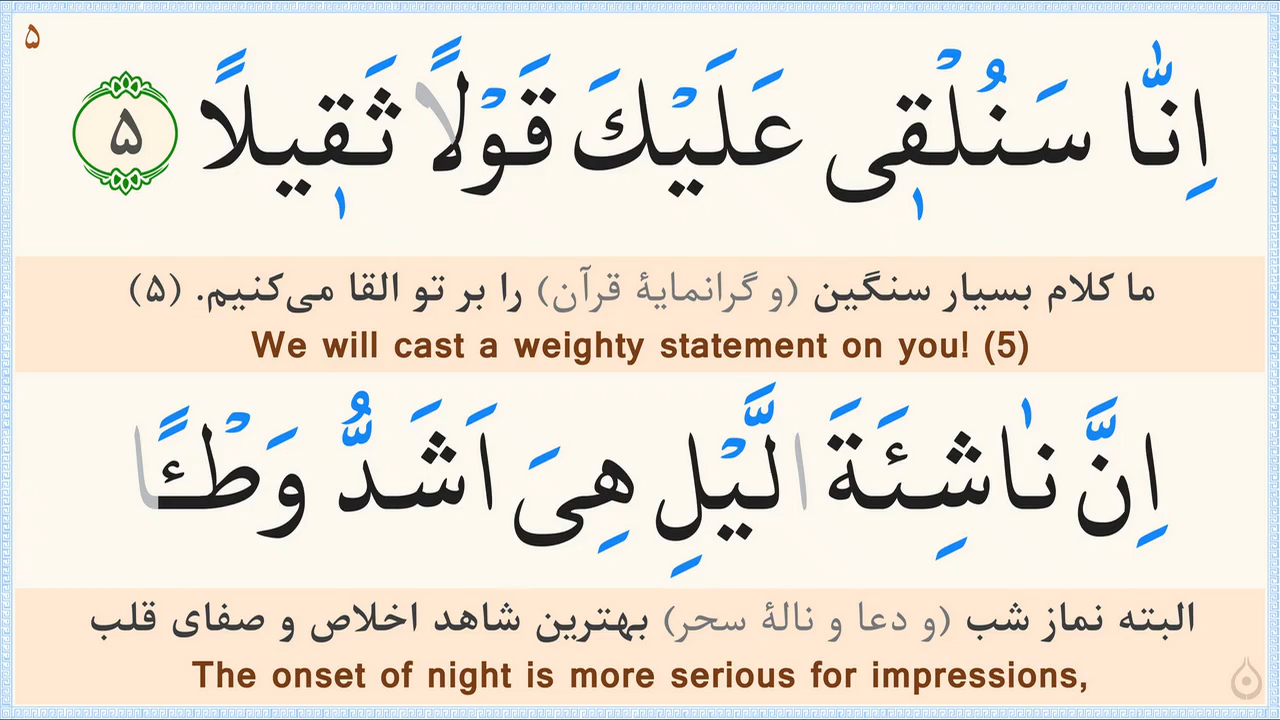 ۵
اِنّٰا سَنُلْقٖی عَلَیْكَ قَوْلًا ثَقٖیلًا ۵
ما کلام بسیار سنگین (و گرانمایهٔ قرآن) را بر تو القا می‌کنیم. (۵)
We will cast a weighty statement on you! (5)
اِنَّ نٰاشِئَةَ الَّیْلِ هِیَ اَشَدُّ وَطْئًا
البته نماز شب (و دعا و نالهٔ سحر) بهترین شاهد اخلاص و صفای قلب
The onset of night is more serious for impressions,